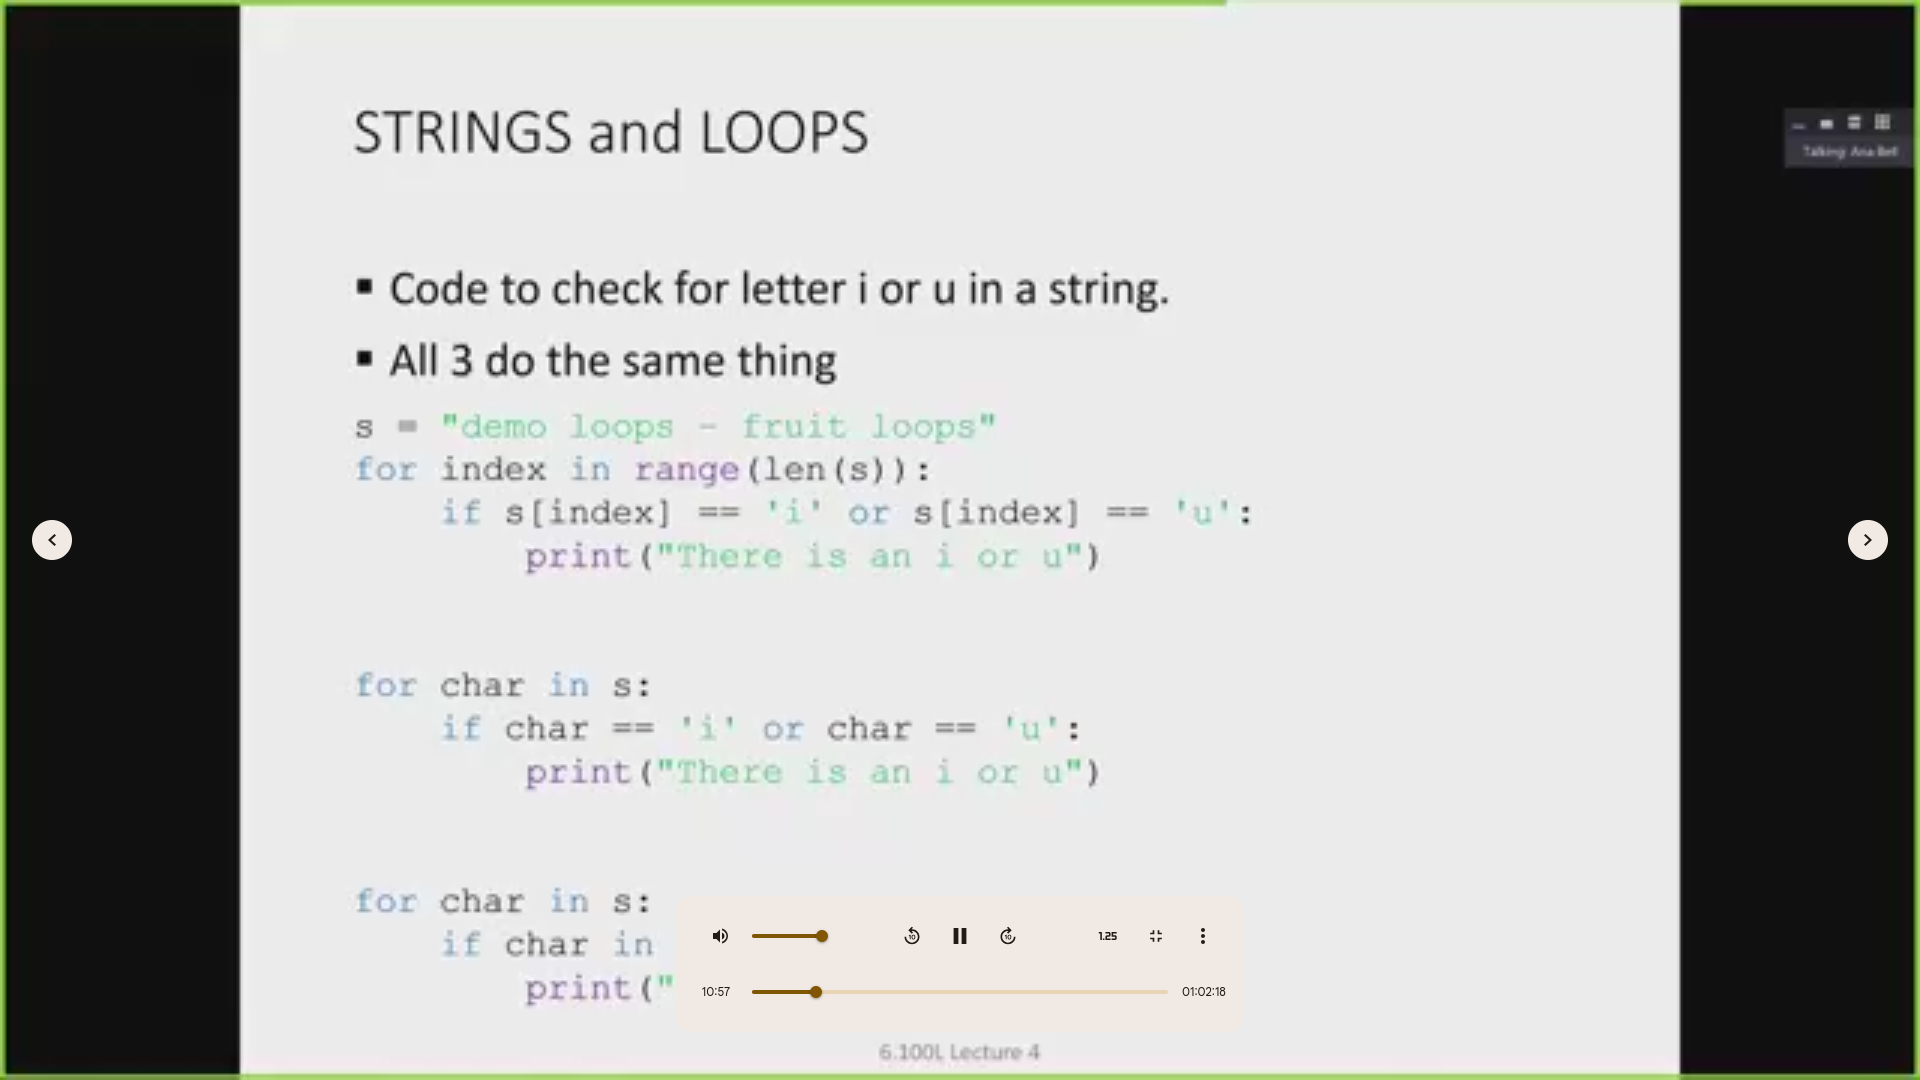 STRINGS and LOOPS
Talking: Ana Bell
▪ Code to check for letter i or u in a string.
▪ All 3 do the same thing
s = "demo loops - fruit loops"
for index in range(len(s)):
    if s[index] == 'i' or s[index] == 'u':
        print("There is an i or u")
for char in s:
    if char == 'i' or char == 'u':
        print("There is an i or u")
for char in s:
    if char in
        print("
1.25
10:57
01:02:18
6.100L Lecture 4